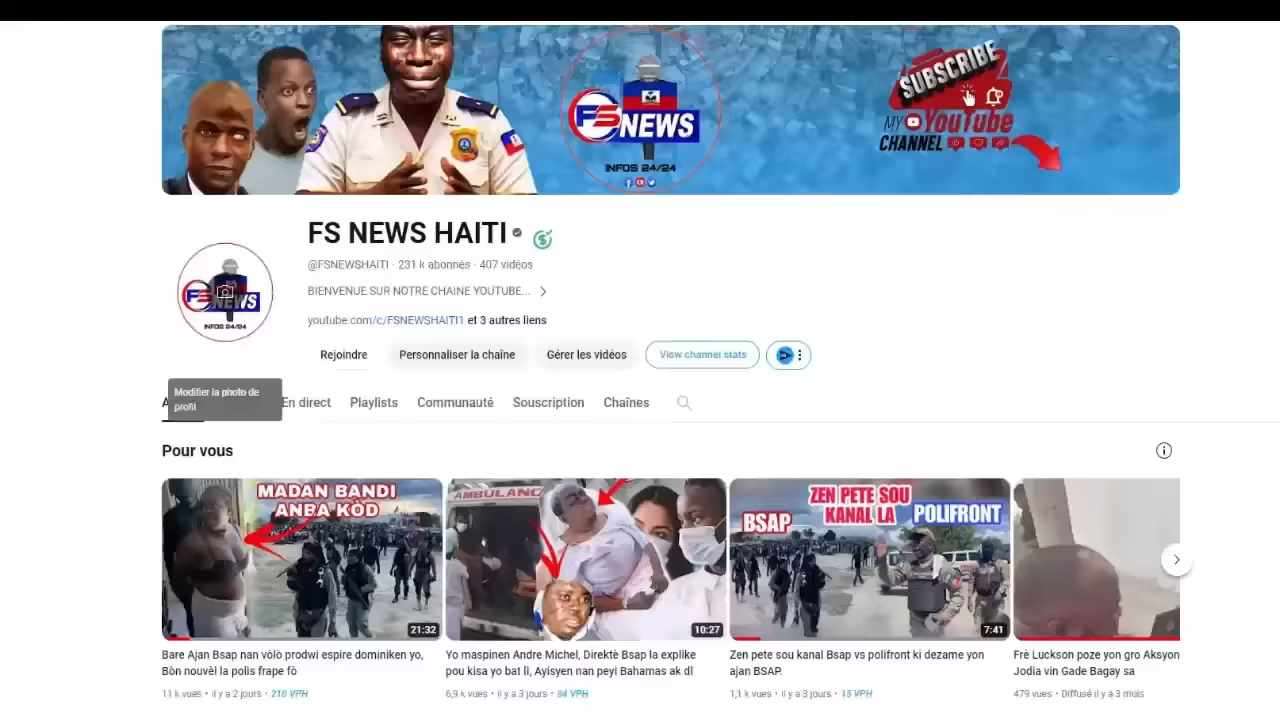 SUBSCRIBE
MY YouTube
CHANNEL
FS NEWS
INFOS 24/24
FS NEWS HAITI
@FSNEWSHAITI · 231 k abonnés · 407 vidéos
BIENVENUE SUR NOTRE CHAINE YOUTUBE...
youtube.com/c/FSNEWSHAITI1 et 3 autres liens
FS NEWS
INFOS 24/24
Rejoindre Personnaliser la chaîne Gérer les vidéos View channel stats
Modifier la photo de
profil
En direct Playlists Communauté Souscription Chaînes
Pour vous
MADAN BANDI
ANBA KÒD
21:32
AMBULANC
10:27
ZEN PETE SOU
KANAL LA
BSAP
POLIFRONT
7:41
Bare Ajan Bsap nan vòlò prodwi espire dominiken yo,
Bòn nouvèl la polis frape fò
11 k vues • il y a 2 jours • 210 VPH
Yo maspinen Andre Michel, Direktè Bsap la explike
pou kisa yo bat li, Ayisyen nan peyi Bahamas ak dl
6,9 k vues • il y a 3 jours • 84 VPH
Zen pete sou kanal Bsap vs polifront ki dezame yon
ajan BSAP.
1,1 k vues • il y a 3 jours • 15 VPH
Frè Luckson poze yon gro Aksyon
Jodia vin Gade Bagay sa
479 vues • Diffusé il y a 3 mois